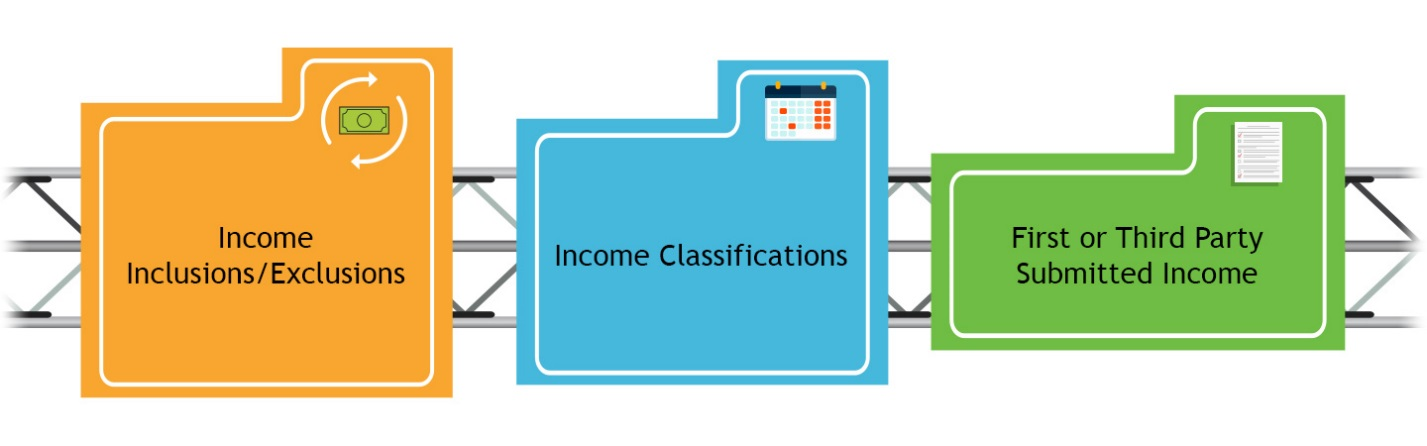 Income
Inclusions/Exclusions
Income Classifications
First or Third Party
Submitted Income